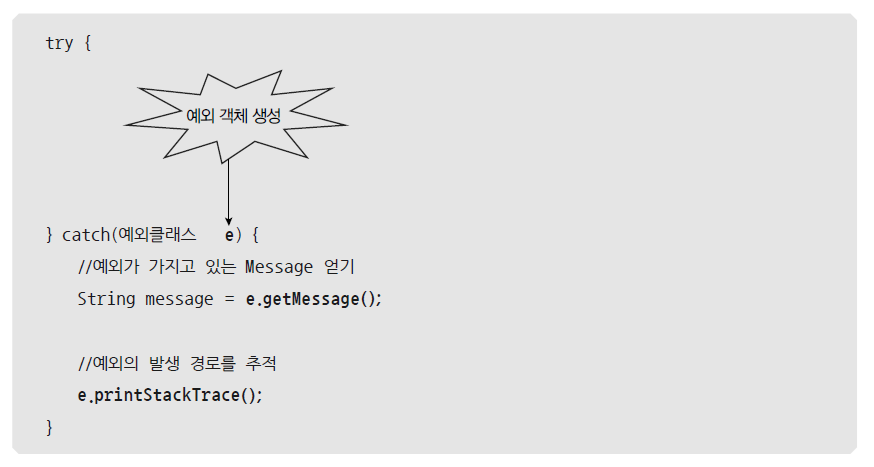 try {
예외 객체 생성
} catch(예외클래스 e) {
//예외가 가지고 있는 Message 얻기
String message = e.getMessage();
//예외의 발생 경로를 추적
e.printStackTrace();
}